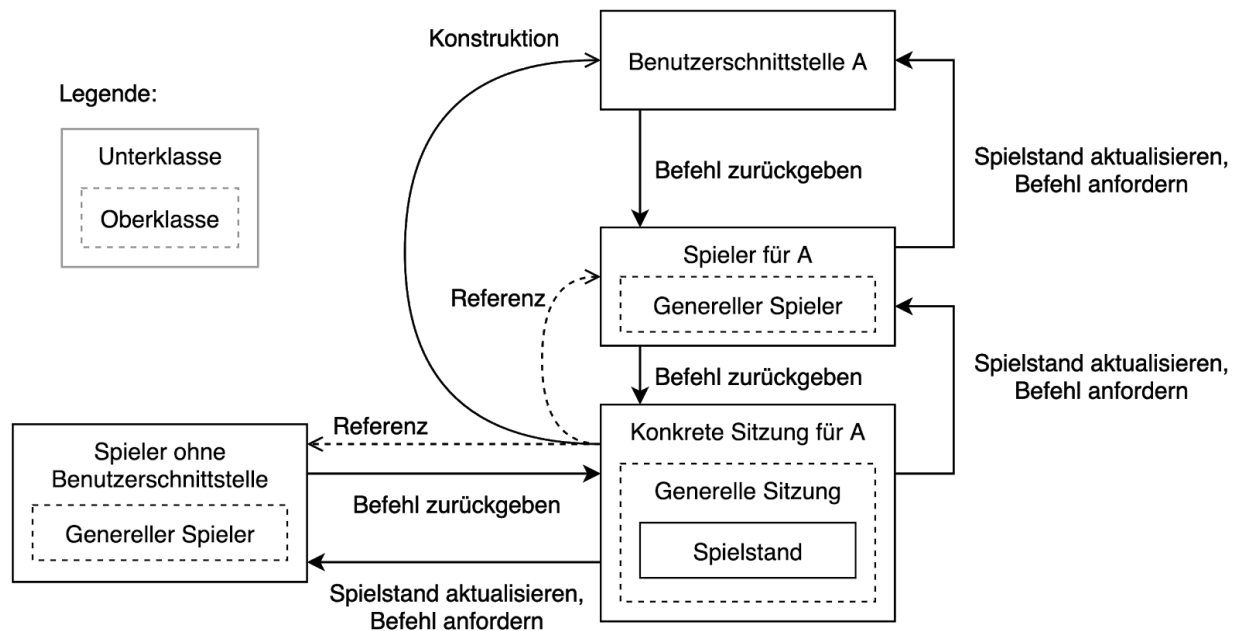 Konstruktion
Benutzerschnittstelle A
Legende:
Unterklasse
Oberklasse
Befehl zurückgeben
Spielstand aktualisieren,
Befehl anfordern
Spieler für A
Genereller Spieler
Referenz
Befehl zurückgeben
Spielstand aktualisieren,
Befehl anfordern
Referenz
Spieler ohne
Benutzerschnittstelle
Genereller Spieler
Konkrete Sitzung für A
Generelle Sitzung
Spielstand
Befehl zurückgeben
Spielstand aktualisieren,
Befehl anfordern